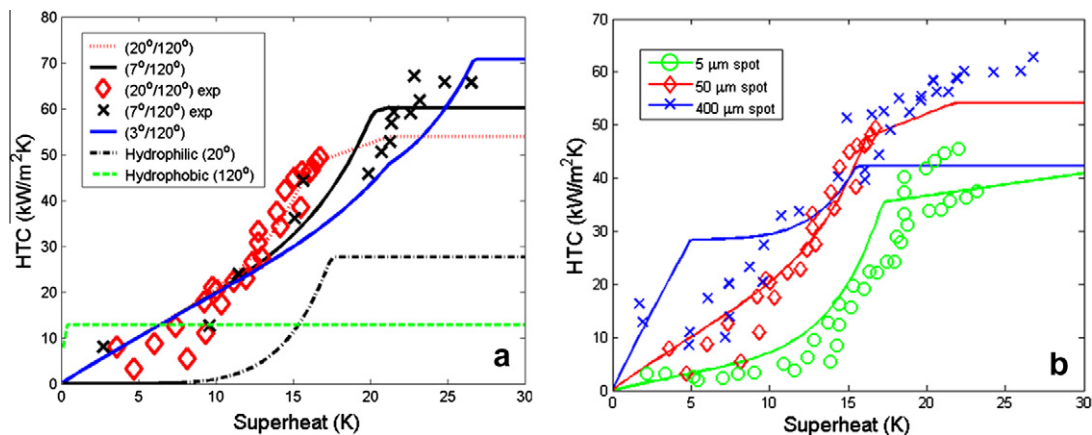 80
70
60
50
40
30
20
10
0
HTC (kW/m²K)
(20°/120°)
(7°/120°)
(20°/120°) exp
(7°/120°) exp
(3°/120°)
Hydrophilic (20°)
Hydrophobic (120°)
a
0 5 10 15 20 25 30
Superheat (K)
70
60
50
40
30
20
10
0
HTC (kW/m²K)
5 µm spot
50 µm spot
400 µm spot
b
0 5 10 15 20 25 30
Superheat (K)